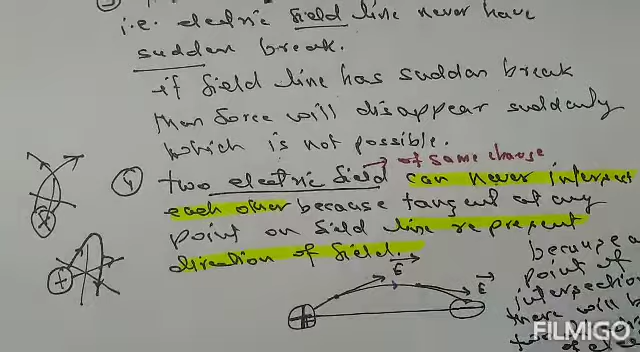 i.e. electric field line never have
sudden break.
if field line has sudden break
then force will disappear suddenly
which is not possible.
→ of same charge
④ two electric field can never intersect
each other because tangent at any
point on field line represent
direction of field.
because a
point of
intersection
there will b
E
E
FILMIGO